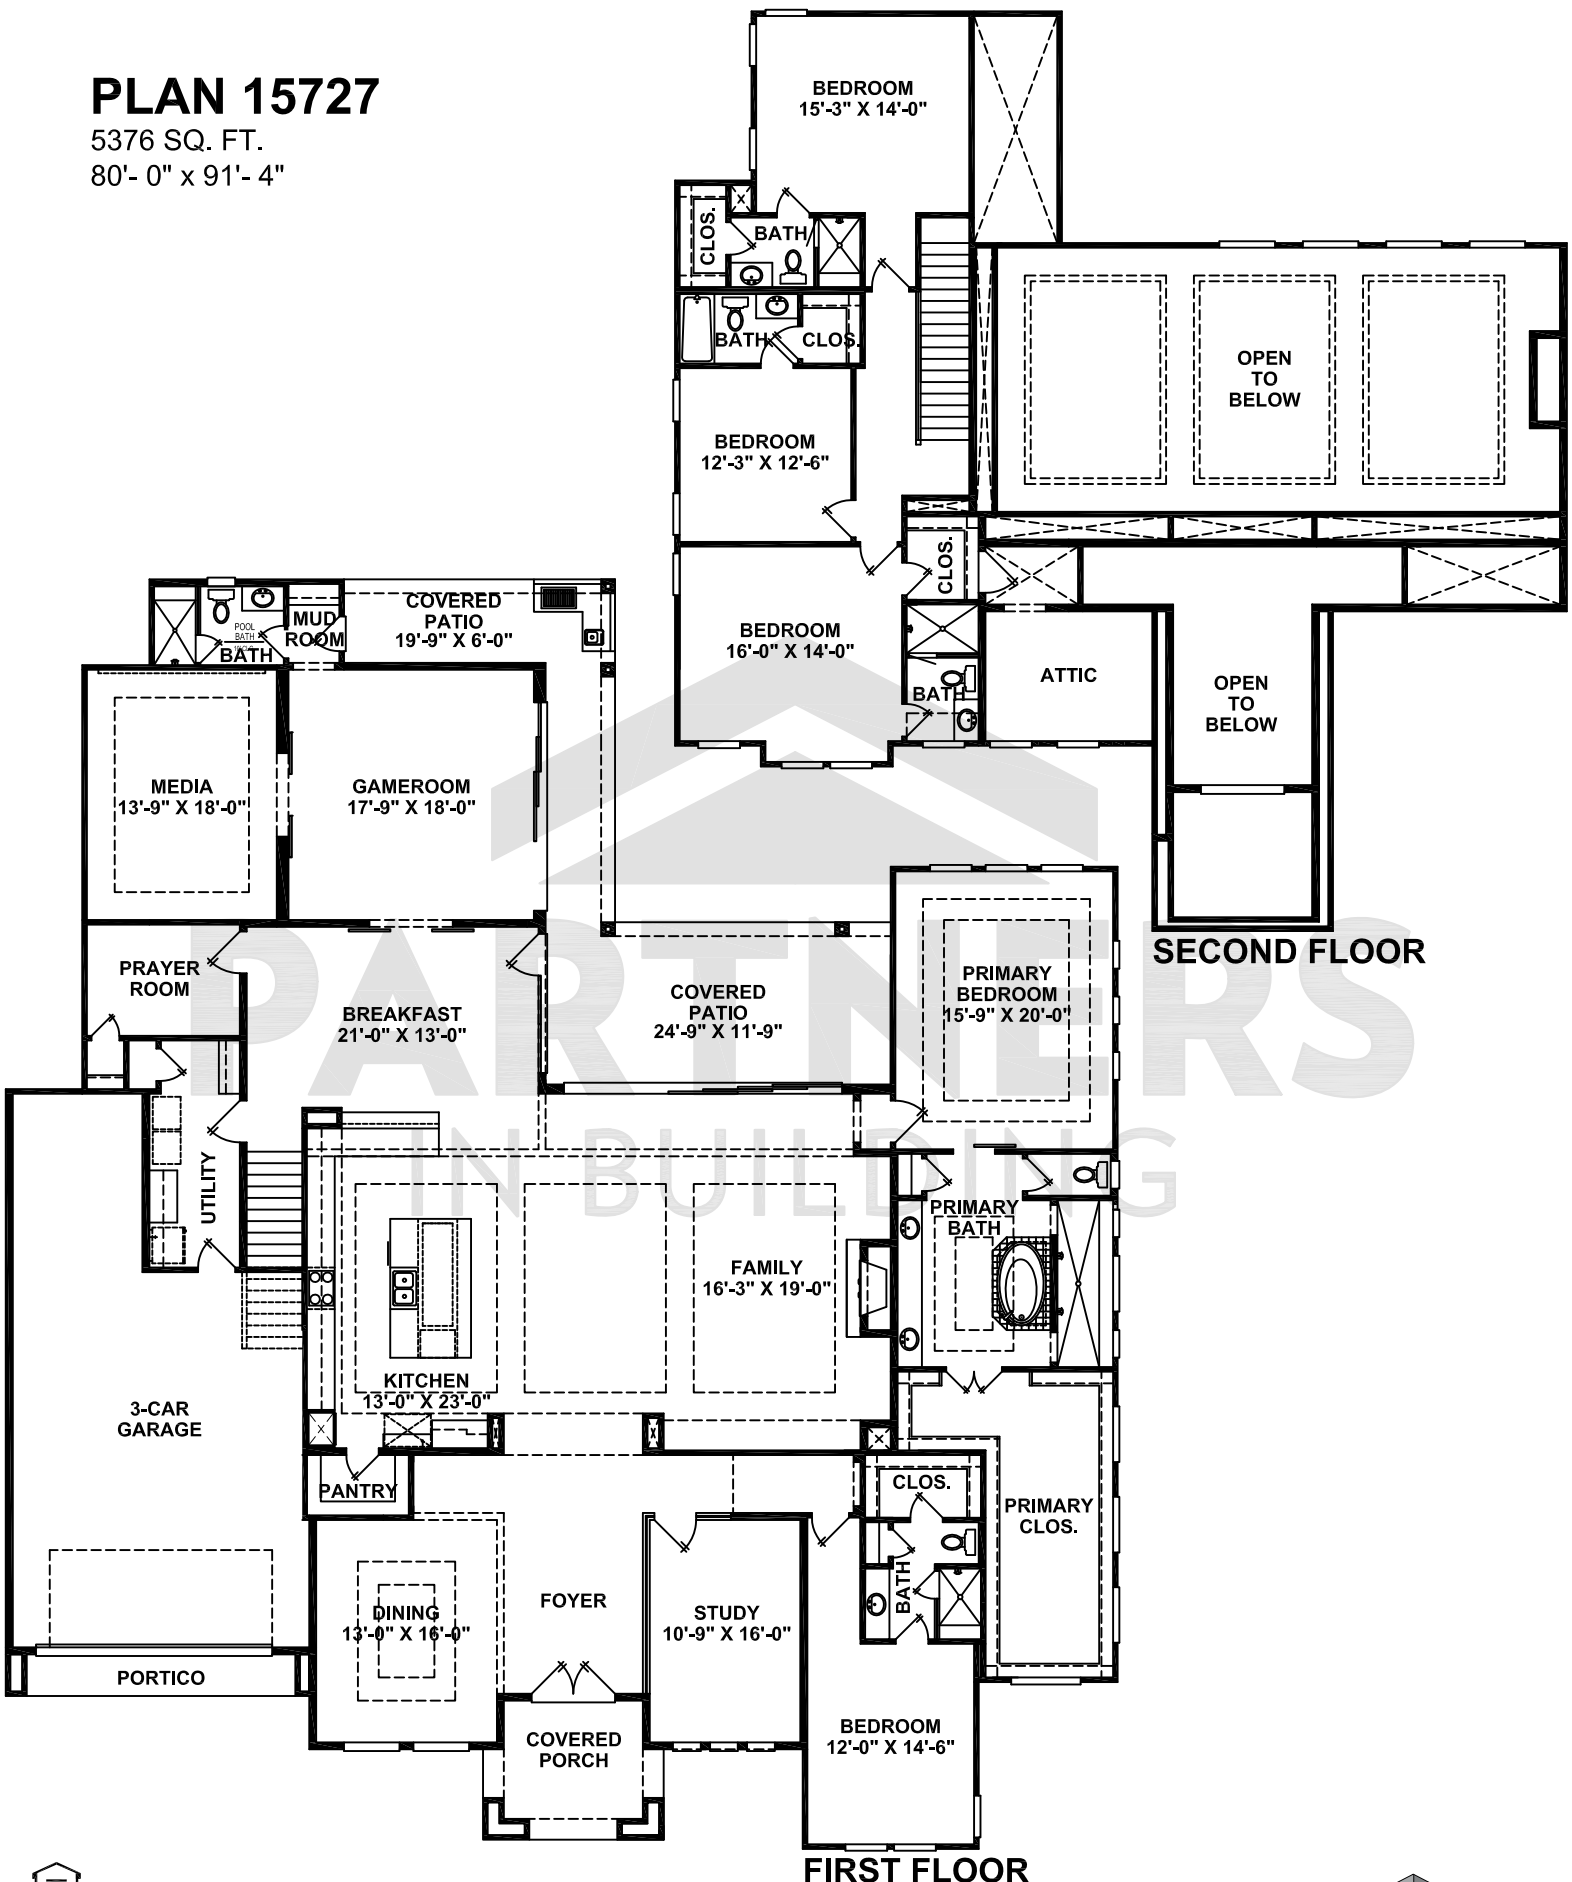 PLAN 15727
5376 SQ. FT.
80'- 0" x 91'- 4"
BEDROOM
15'-3" X 14'-0"
CLOS.
BATH
BATH
CLOS.
OPEN
TO
BELOW
BEDROOM
12'-3" X 12'-6"
CLOS.
BEDROOM
16'-0" X 14'-0"
BATH
ATTIC
OPEN
TO
BELOW
SECOND FLOOR
POOL
BATH
BATH
MUD
ROOM
COVERED
PATIO
19'-9" X 6'-0"
MEDIA
13'-9" X 18'-0"
GAMEROOM
17'-9" X 18'-0"
PARTNERS
IN BUILDING
PRAYER
ROOM
BREAKFAST
21'-0" X 13'-0"
COVERED
PATIO
24'-9" X 11'-9"
PRIMARY
BEDROOM
15'-9" X 20'-0"
UTILITY
PRIMARY
BATH
FAMILY
16'-3" X 19'-0"
KITCHEN
13'-0" X 23'-0"
3-CAR
GARAGE
PANTRY
CLOS.
PRIMARY
CLOS.
BATH
DINING
13'-0" X 16'-0"
FOYER
STUDY
10'-9" X 16'-0"
PORTICO
COVERED
PORCH
BEDROOM
12'-0" X 14'-6"
FIRST FLOOR